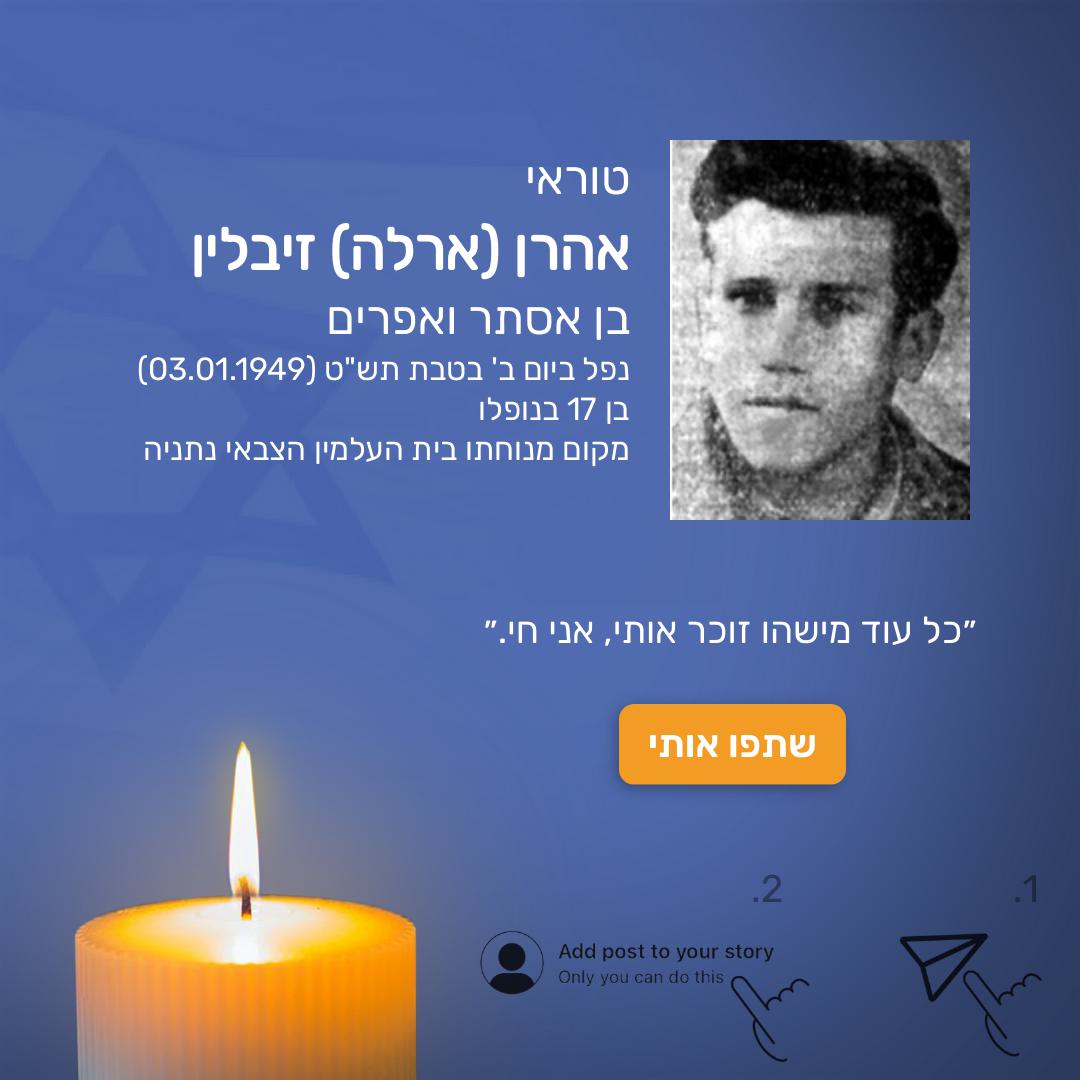 טוראי
אהרן (ארלה) זיבלין
בן אסתר ואפרים
נפל ביום ב' בטבת תש"ט (03.01.1949)
בן 17 בנופלו
מקום מנוחתו בית העלמין הצבאי נתניה
״כל עוד מישהו זוכר אותי, אני חי.״
שתפו אותי
.1
.2
Add post to your story
Only you can do this